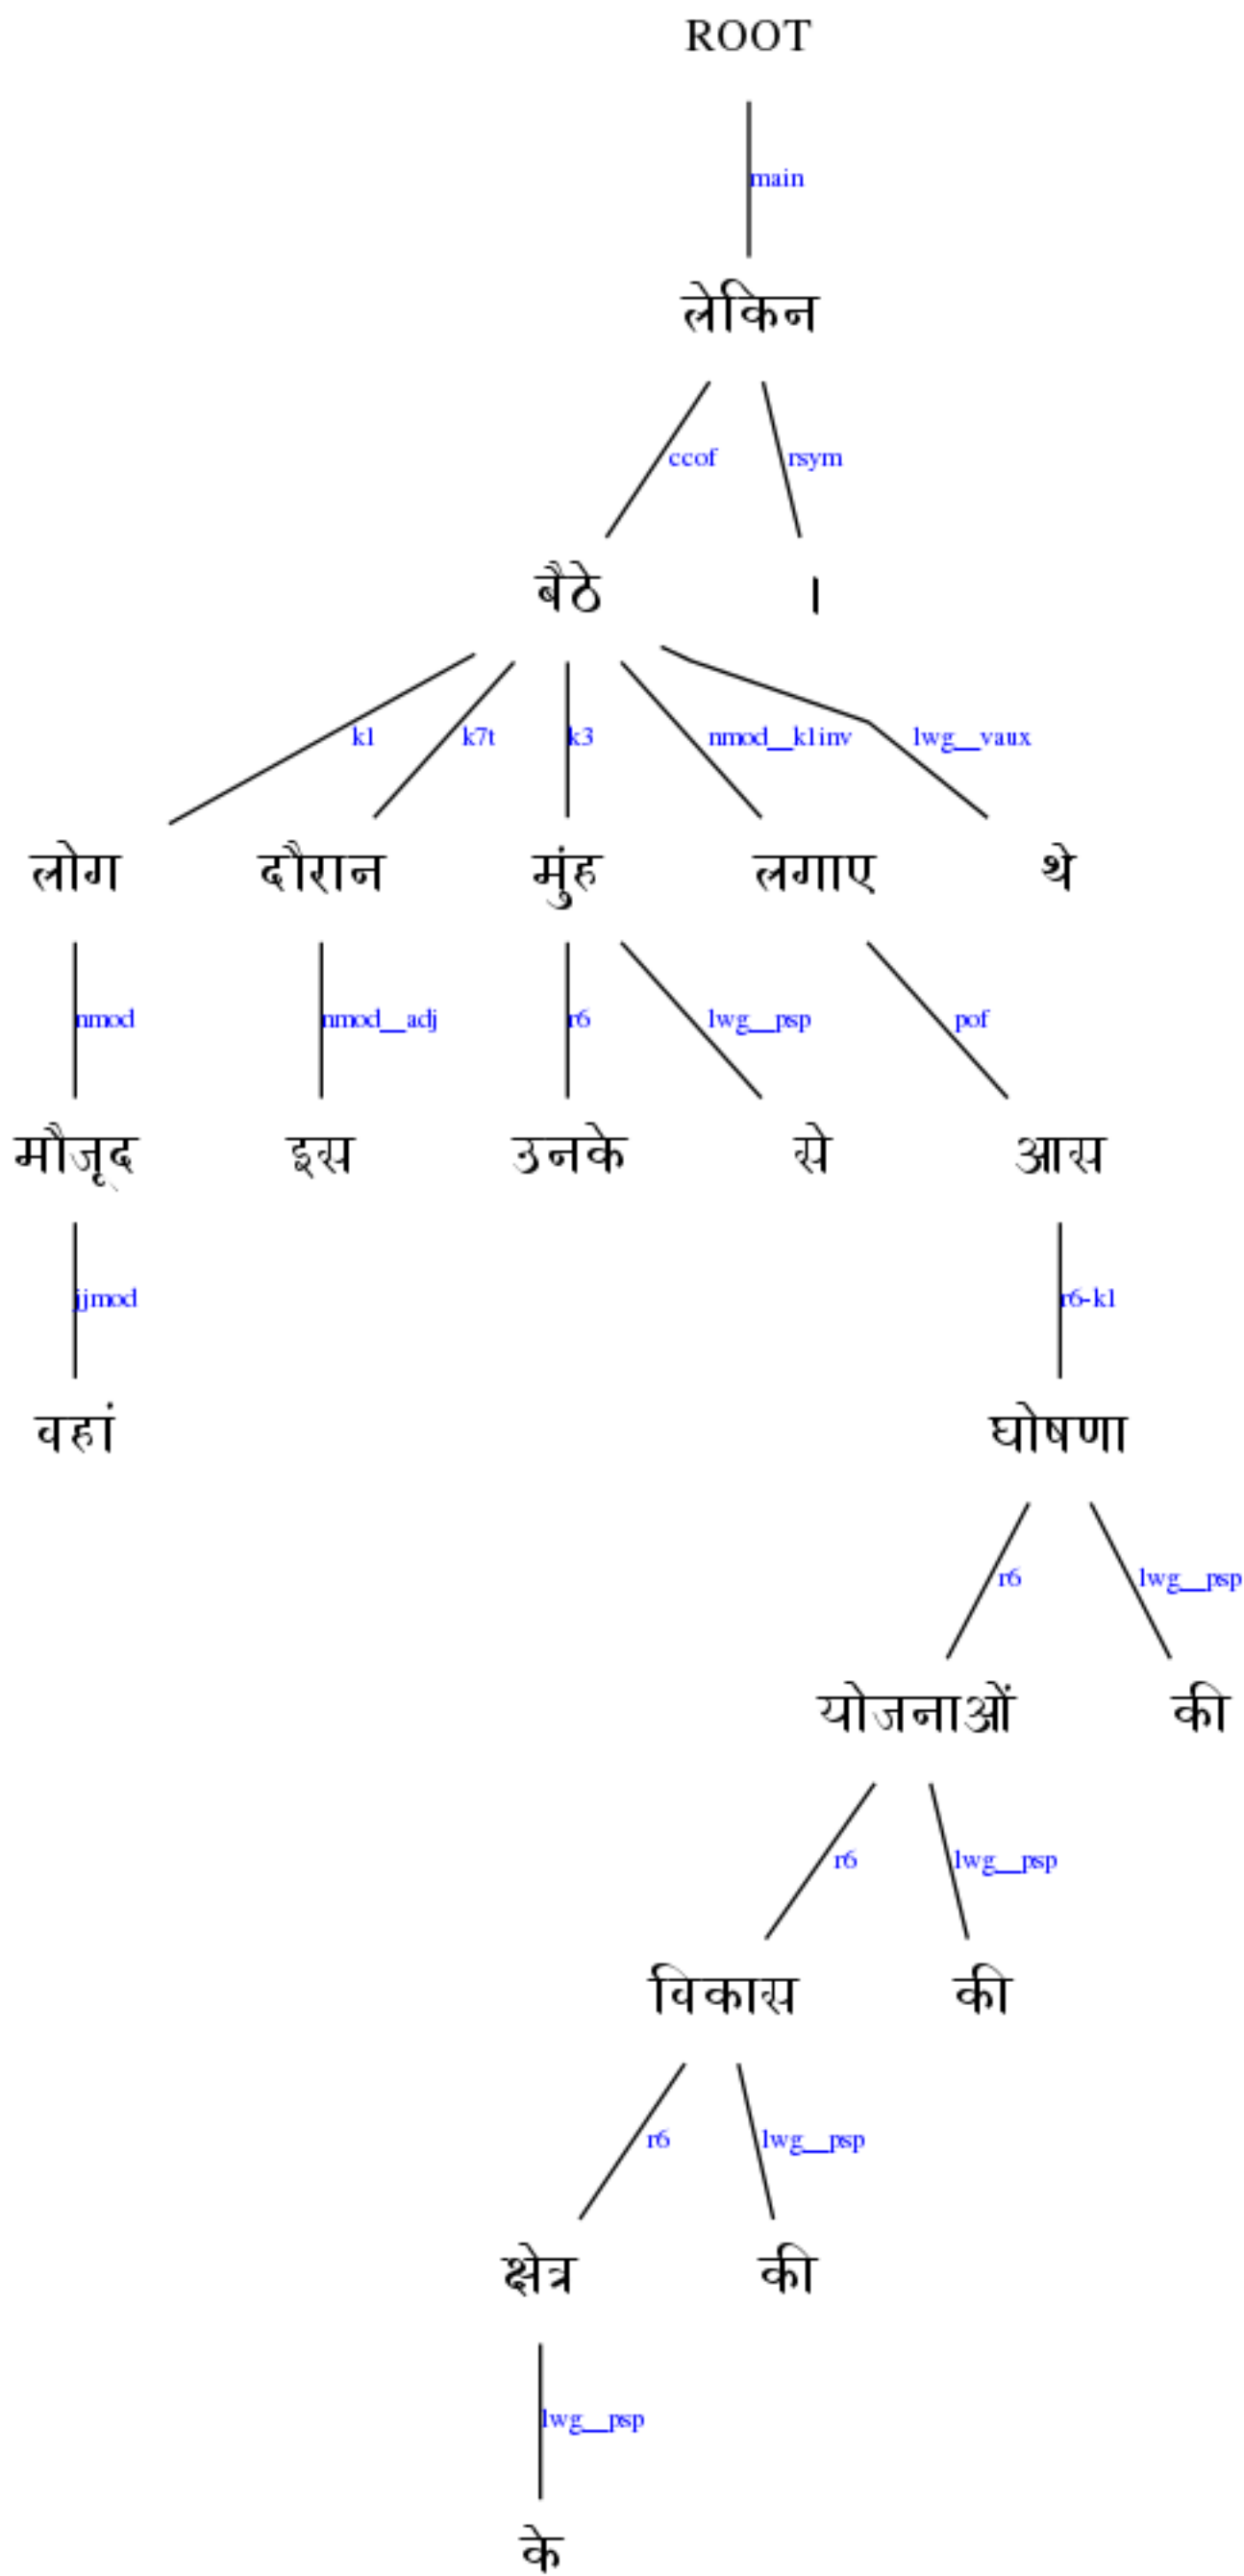 ROOT
main
लेकिन
ccof rsym
बैठे ।
k1 k7t k3 nmod__k1inv lwg__vaux
लोग दौरान मुंह लगाए थे
nmod nmod__adj r6 lwg__psp pof
मौजूद इस उनके से आस
jjmod r6-k1
वहां घोषणा
r6 lwg__psp
योजनाओं की
r6 lwg__psp
विकास की
r6 lwg__psp
क्षेत्र की
lwg__psp
के